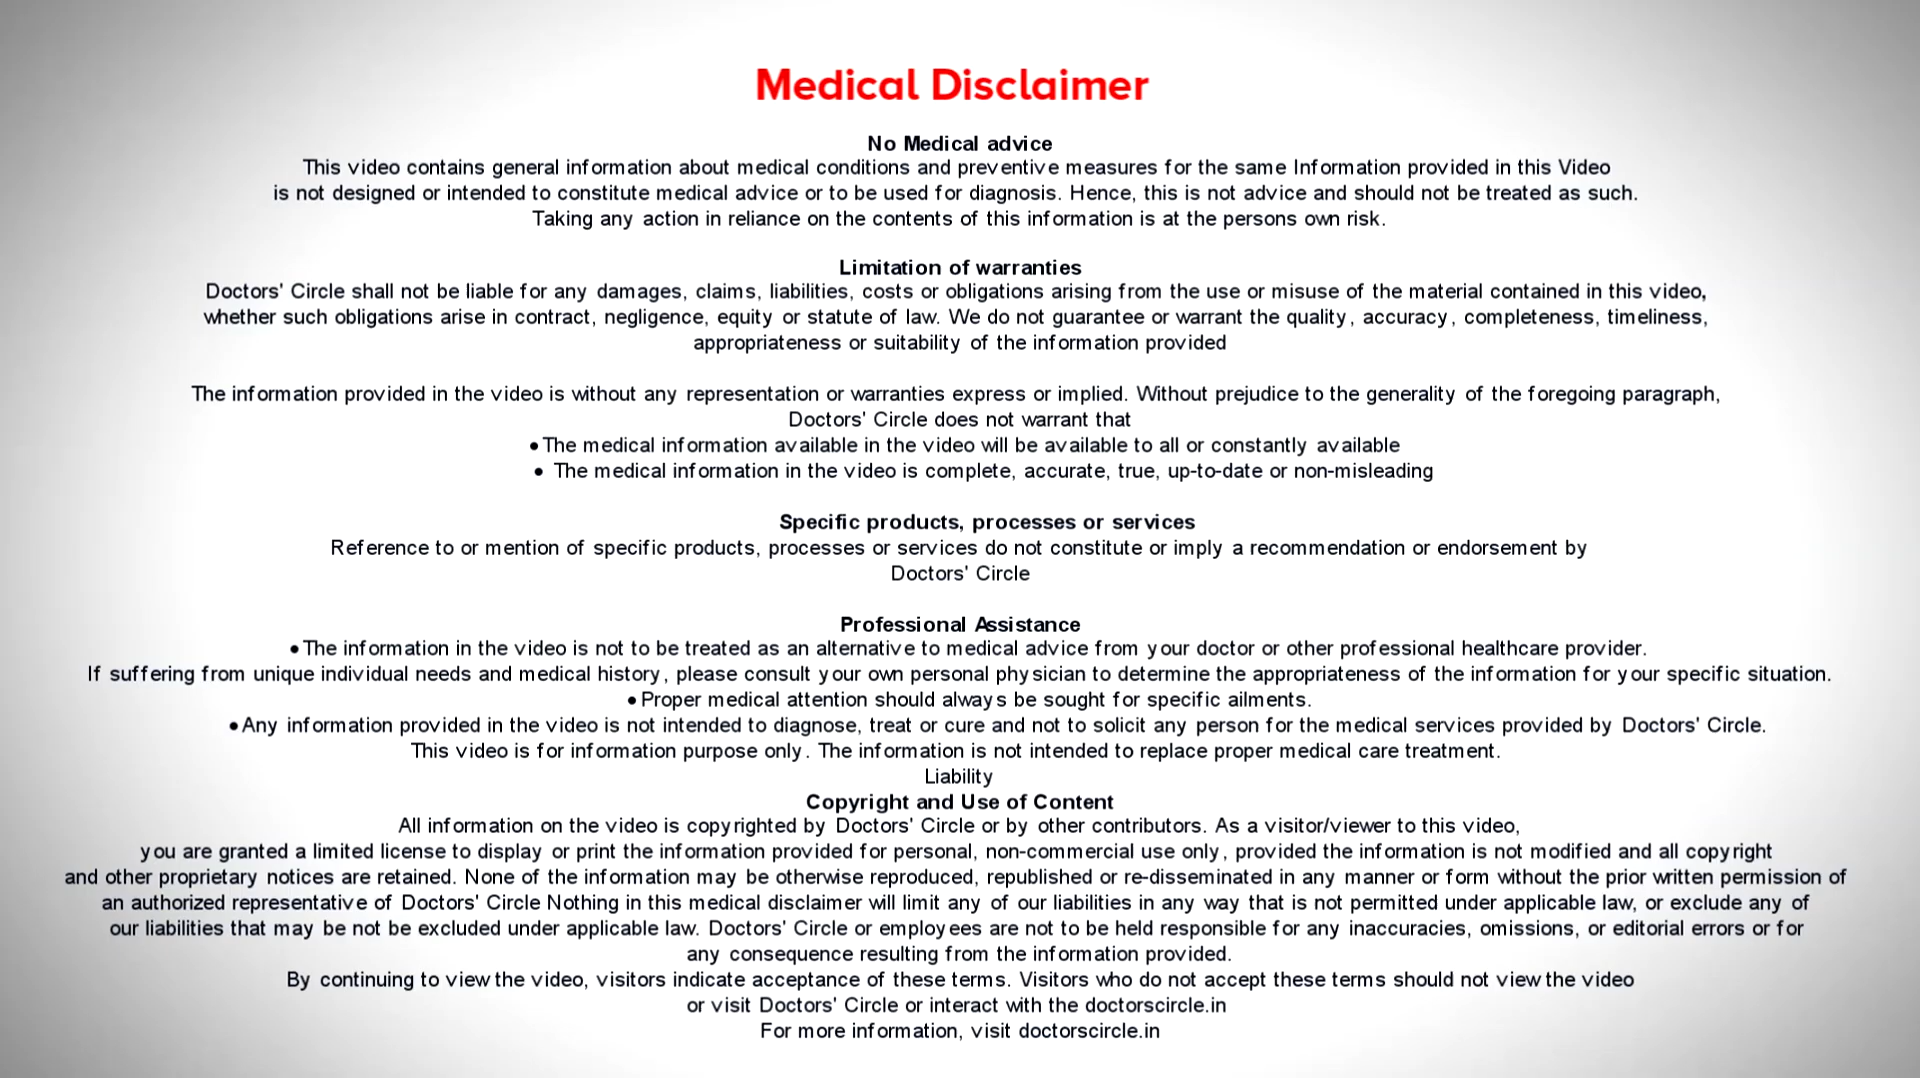 Medical Disclaimer
No Medical advice
This video contains general information about medical conditions and preventive measures for the same Information provided in this Video
is not designed or intended to constitute medical advice or to be used for diagnosis. Hence, this is not advice and should not be treated as such.
Taking any action in reliance on the contents of this information is at the persons own risk.
Limitation of warranties
Doctors' Circle shall not be liable for any damages, claims, liabilities, costs or obligations arising from the use or misuse of the material contained in this video,
whether such obligations arise in contract, negligence, equity or statute of law. We do not guarantee or warrant the quality, accuracy, completeness, timeliness,
appropriateness or suitability of the information provided
The information provided in the video is without any representation or warranties express or implied. Without prejudice to the generality of the foregoing paragraph,
Doctors' Circle does not warrant that
• The medical information available in the video will be available to all or constantly available
• The medical information in the video is complete, accurate, true, up-to-date or non-misleading
Specific products, processes or services
Reference to or mention of specific products, processes or services do not constitute or imply a recommendation or endorsement by
Doctors' Circle
Professional Assistance
• The information in the video is not to be treated as an alternative to medical advice from your doctor or other professional healthcare provider.
If suffering from unique individual needs and medical history, please consult your own personal physician to determine the appropriateness of the information for your specific situation.
• Proper medical attention should always be sought for specific ailments.
• Any information provided in the video is not intended to diagnose, treat or cure and not to solicit any person for the medical services provided by Doctors' Circle.
This video is for information purpose only. The information is not intended to replace proper medical care treatment.
Liability
Copyright and Use of Content
All information on the video is copyrighted by Doctors' Circle or by other contributors. As a visitor/viewer to this video,
you are granted a limited license to display or print the information provided for personal, non-commercial use only, provided the information is not modified and all copyright
and other proprietary notices are retained. None of the information may be otherwise reproduced, republished or re-disseminated in any manner or form without the prior written permission of
an authorized representative of Doctors' Circle Nothing in this medical disclaimer will limit any of our liabilities in any way that is not permitted under applicable law, or exclude any of
our liabilities that may be not be excluded under applicable law. Doctors' Circle or employees are not to be held responsible for any inaccuracies, omissions, or editorial errors or for
any consequence resulting from the information provided.
By continuing to view the video, visitors indicate acceptance of these terms. Visitors who do not accept these terms should not view the video
or visit Doctors' Circle or interact with the doctorscircle.in
For more information, visit doctorscircle.in